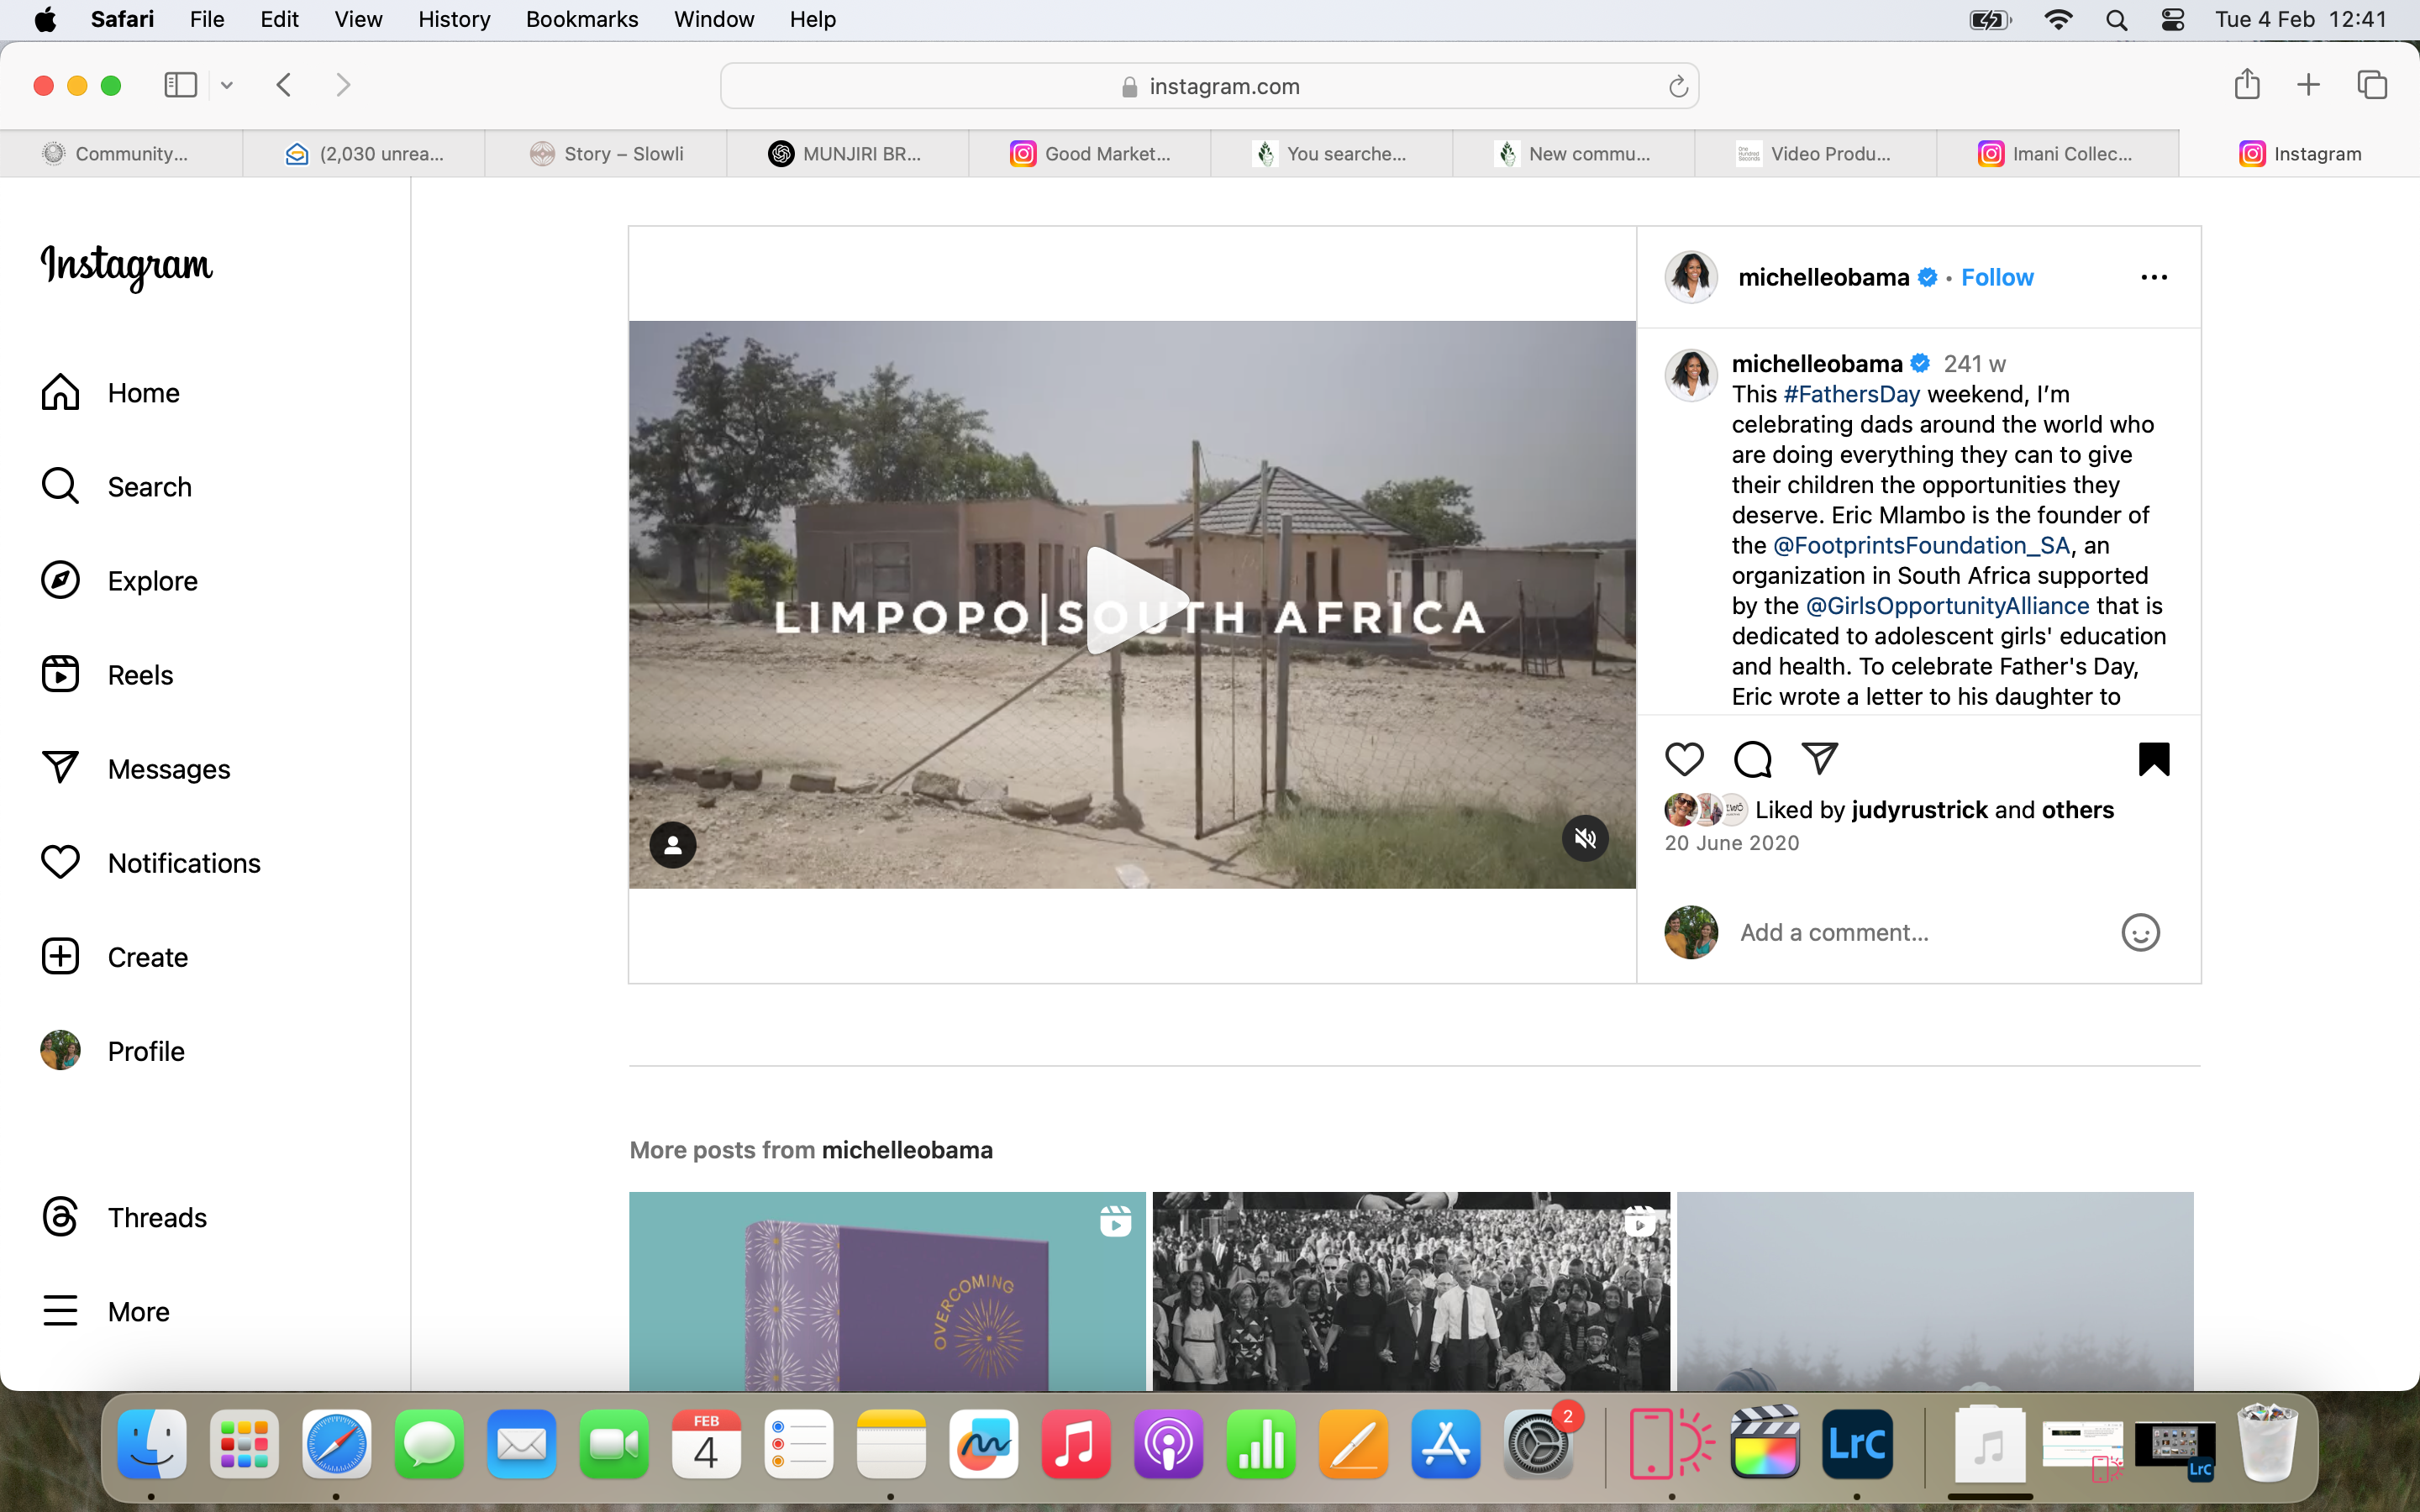 Safari File Edit View History Bookmarks Window Help Tue 4 Feb 12:41
instagram.com
Community... (2,030 unrea... Story – Slowli MUNJIRI BR... Good Market... You searche... New commu... Video Produ... Imani Collec... Instagram
Instagram
Home
Search
Explore
Reels
Messages
Notifications
Create
Profile
Threads
More
LIMPOPO|SOUTH AFRICA
michelleobama • Follow
michelleobama 241 w
This #FathersDay weekend, I’m
celebrating dads around the world who
are doing everything they can to give
their children the opportunities they
deserve. Eric Mlambo is the founder of
the @FootprintsFoundation_SA, an
organization in South Africa supported
by the @GirlsOpportunityAlliance that is
dedicated to adolescent girls' education
and health. To celebrate Father's Day,
Eric wrote a letter to his daughter to
Liked by judyrustrick and others
20 June 2020
Add a comment...
More posts from michelleobama
OVERCOMING
FEB
4
2
LrC
LrC